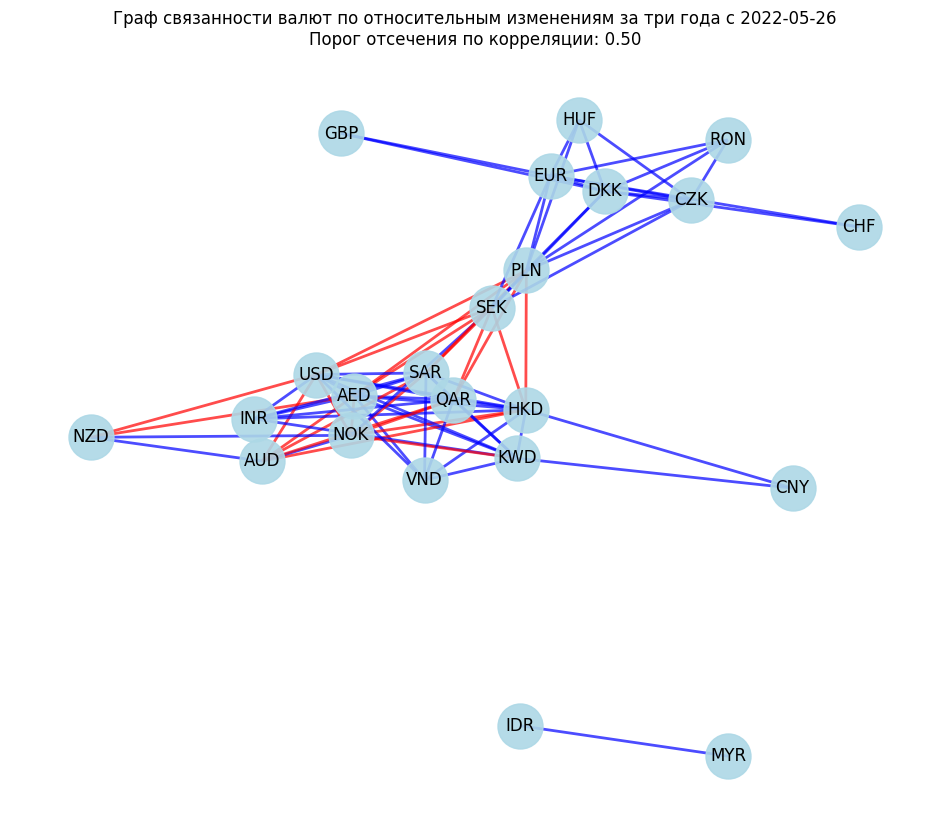 Граф связанности валют по относительным изменениям за три года с 2022-05-26
Порог отсечения по корреляции: 0.50
HUF
GBP
RON
EUR
DKK
CZK
CHF
PLN
SEK
USD
SAR
AED
QAR
HKD
INR
NOK
NZD
AUD
KWD
VND
CNY
IDR
MYR